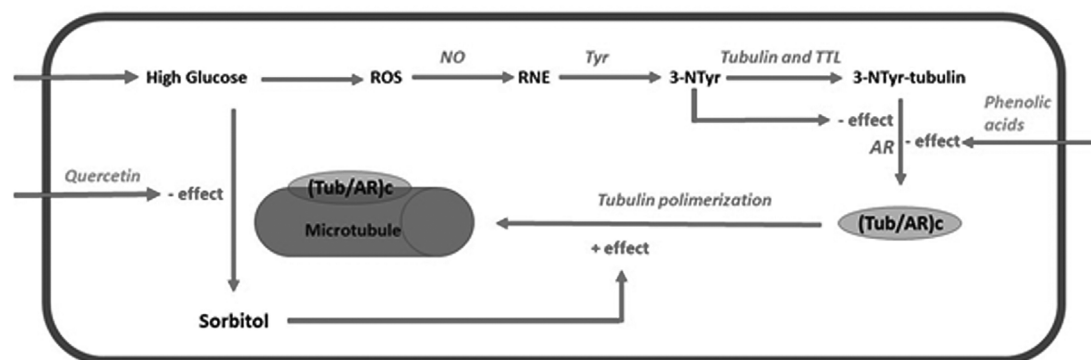 NO
Tyr
Tubulin and TTL
High Glucose
ROS
RNE
3-NTyr
3-NTyr-tubulin
Phenolic
acids
- effect
AR
- effect
Quercetin
- effect
(Tub/AR)c
Microtubule
Tubulin polimerization
(Tub/AR)c
+ effect
Sorbitol